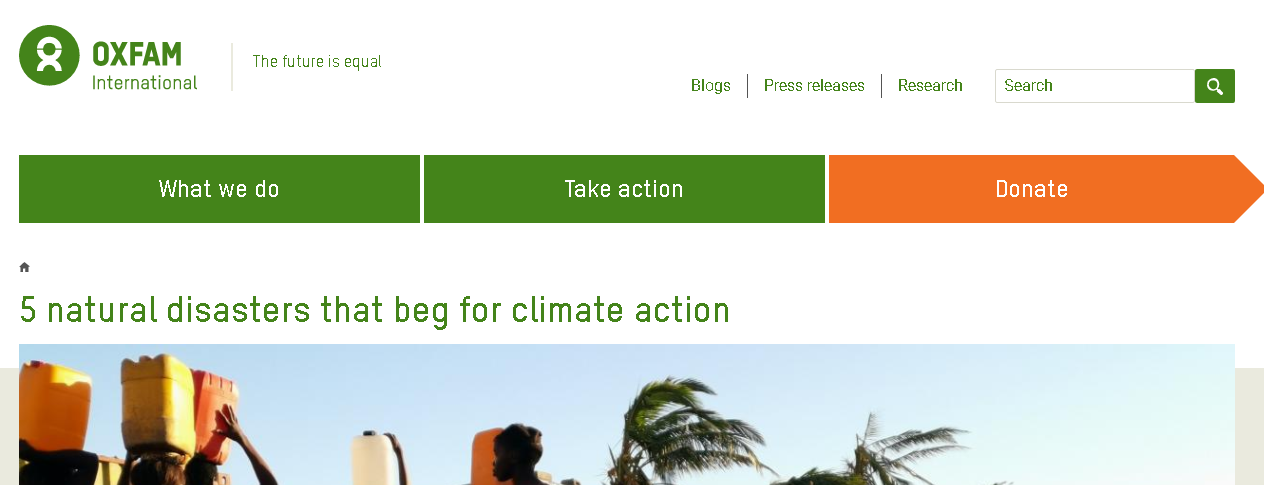 OXFAM
International
The future is equal
Blogs
Press releases
Research
Search
What we do
Take action
Donate
5 natural disasters that beg for climate action